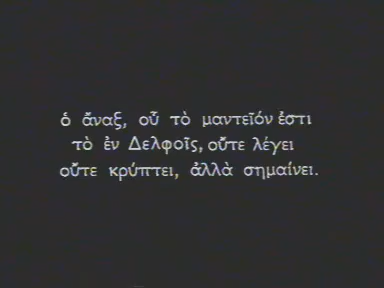 ὁ ἄναξ, οὗ τὸ μαντεῖόν ἐστι
τὸ ἐν Δελφοῖς, οὔτε λέγει
οὔτε κρύπτει, ἀλλὰ σημαίνει.